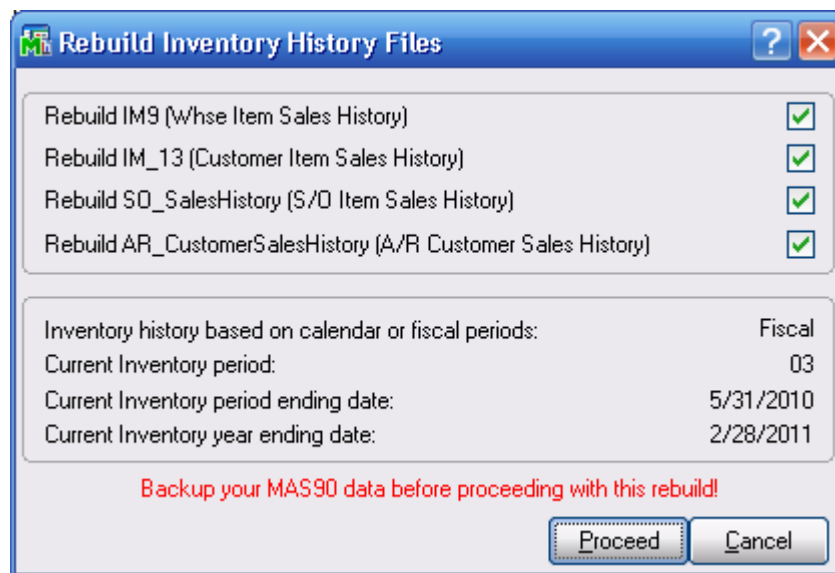 Rebuild Inventory History Files
Rebuild IM9 (Whse Item Sales History)
Rebuild IM_13 (Customer Item Sales History)
Rebuild SO_SalesHistory (S/O Item Sales History)
Rebuild AR_CustomerSalesHistory (A/R Customer Sales History)
Inventory history based on calendar or fiscal periods: Fiscal
Current Inventory period: 03
Current Inventory period ending date: 5/31/2010
Current Inventory year ending date: 2/28/2011
Backup your MAS90 data before proceeding with this rebuild!
Proceed Cancel